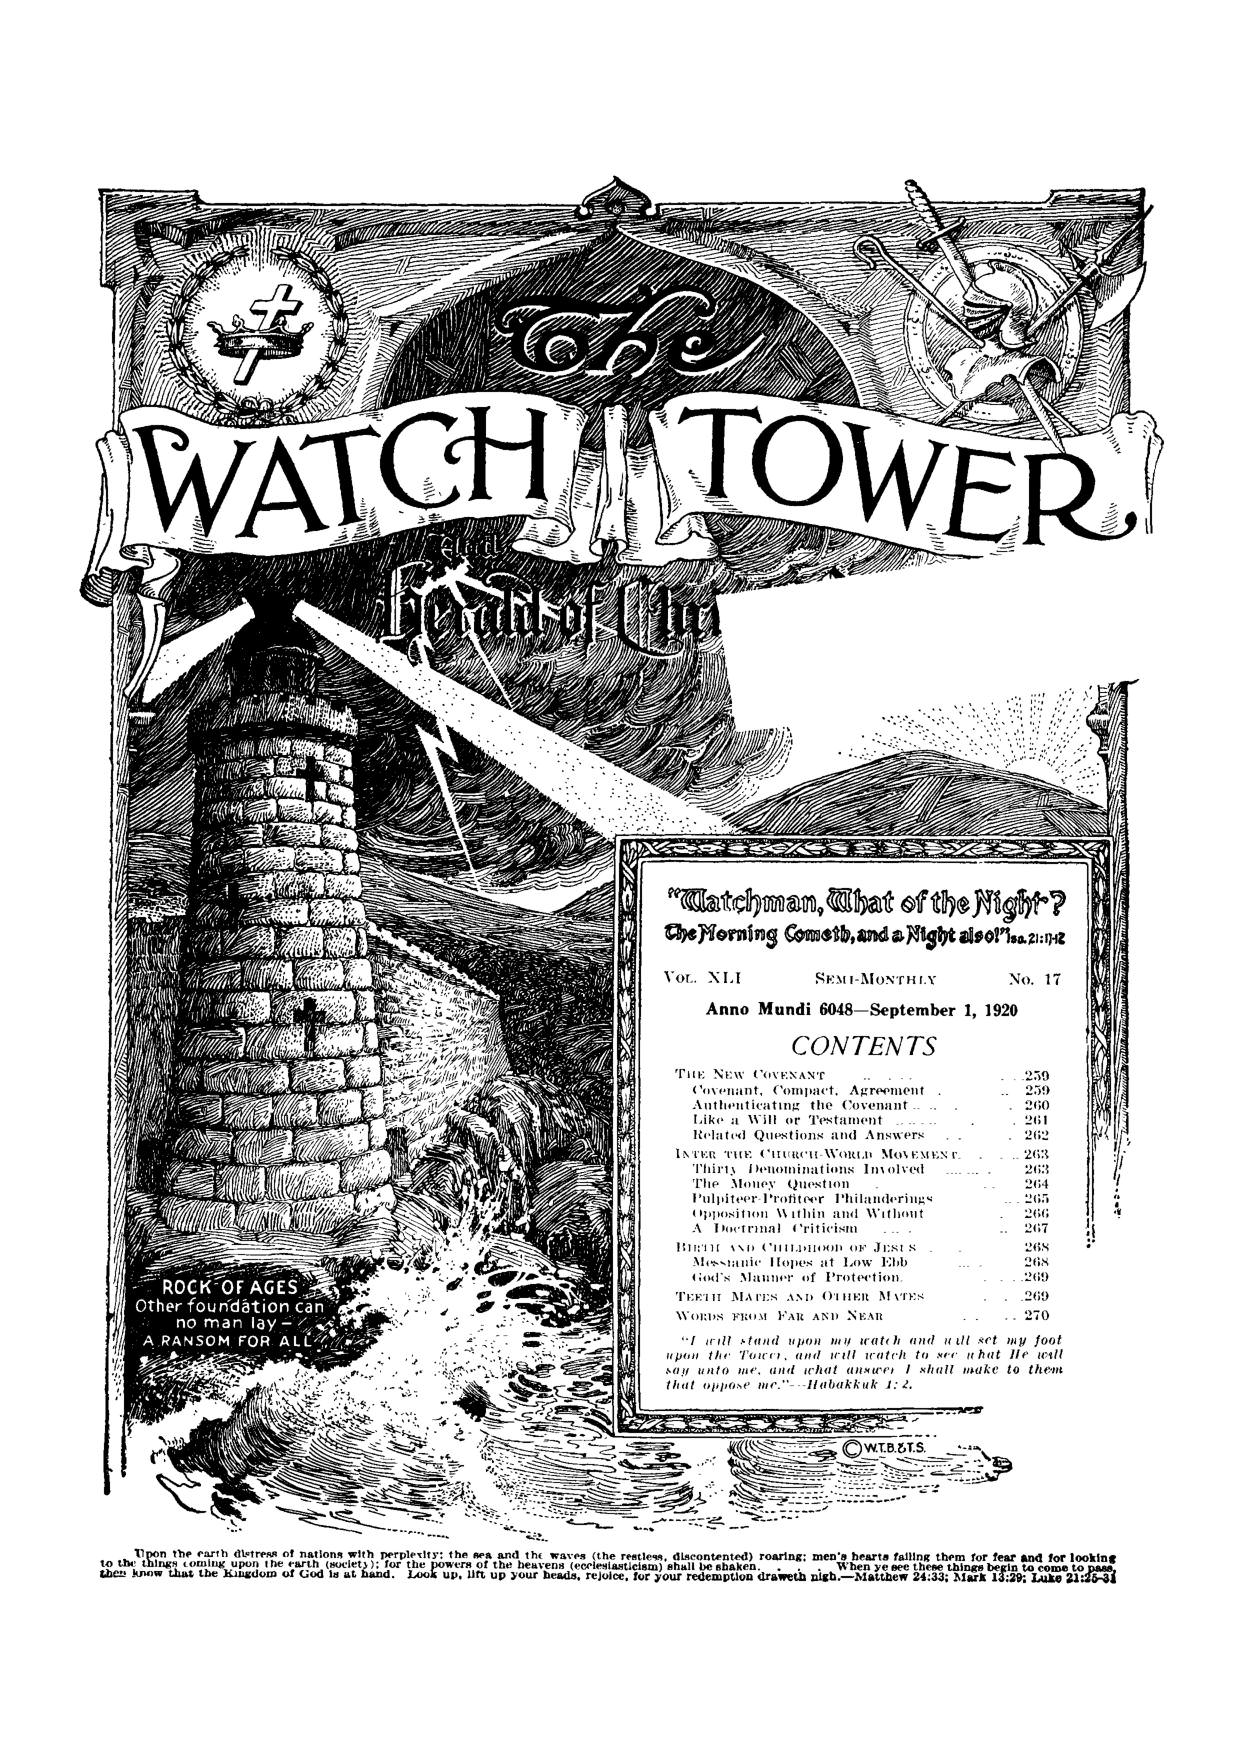 The
WATCH TOWER
And
Herald of Chr
"Watchman, What of the Night?
The Morning Cometh, and a Night also!" Isa. 21:11-12
VOL. XLI SEMI-MONTHLY No. 17
Anno Mundi 6048—September 1, 1920
CONTENTS
THE NEW COVENANT 259
Covenant, Compact, Agreement 259
Authenticating the Covenant 260
Like a Will or Testament 261
Related Questions and Answers 262
INTER THE CHURCH-WORLD MOVEMENT 263
Thirty Denominations Involved 263
The Money Question 264
Pulpiteer-Profiteer Philanderings 265
Opposition Within and Without 266
A Doctrinal Criticism 267
BIRTH AND CHILDHOOD OF JESUS 268
Messianic Hopes at Low Ebb 268
God's Manner of Protection 269
TEETH MATES AND OTHER MATES 269
WORDS FROM FAR AND NEAR 270
"I will stand upon my watch and will set my foot
upon the Tower, and will watch to see what He will
say unto me, and what answer I shall make to them
that oppose me."—Habakkuk 1:2.
ROCK OF AGES
Other foundation can
no man lay—
A RANSOM FOR ALL
© W.T.B.&T.S.
Upon the earth distress of nations with perplexity; the sea and the waves (the restless, discontented) roaring; men's hearts failing them for fear and for looking
to the things coming upon the earth (society); for the powers of the heavens (ecclesiasticism) shall be shaken. . . . When ye see these things begin to come to pass,
then know that the Kingdom of God is at hand. Look up, lift up your heads, rejoice, for your redemption draweth nigh.—Matthew 24:33; Mark 13:29; Luke 21:25-31